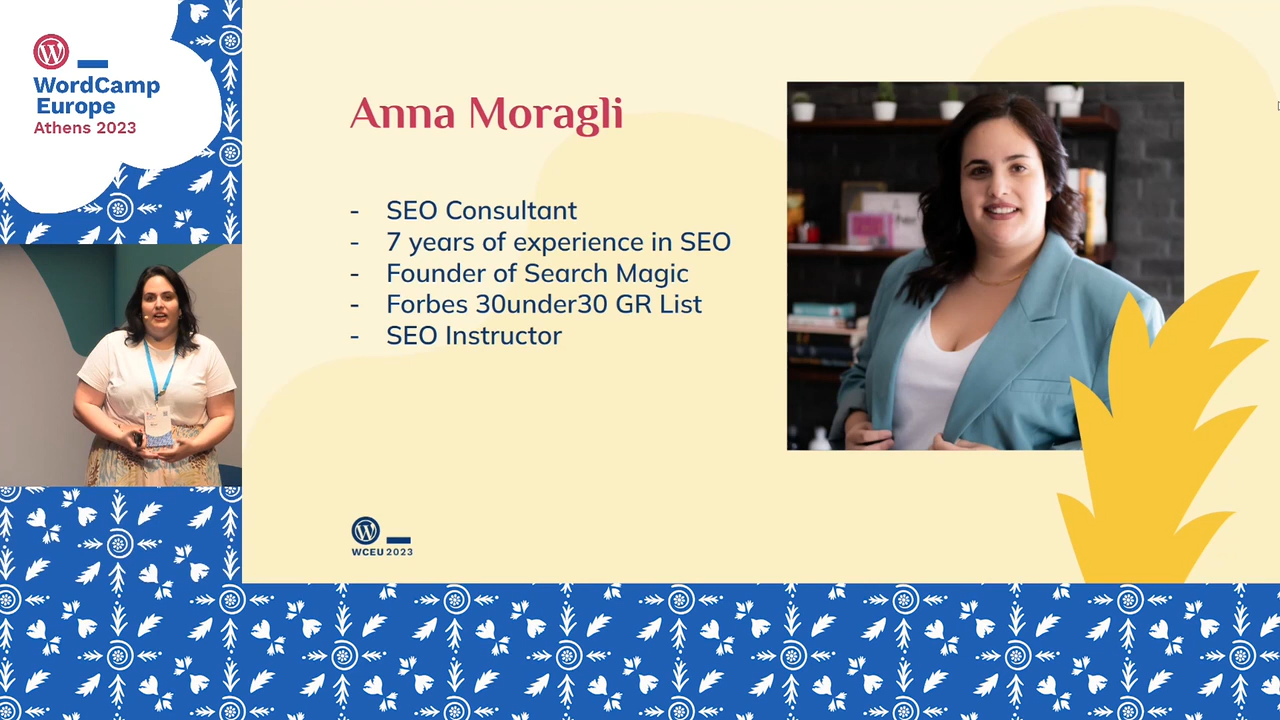 WordCamp
Europe
Athens 2023
Anna Moragli
- SEO Consultant
- 7 years of experience in SEO
- Founder of Search Magic
- Forbes 30under30 GR List
- SEO Instructor
WCEU 2023